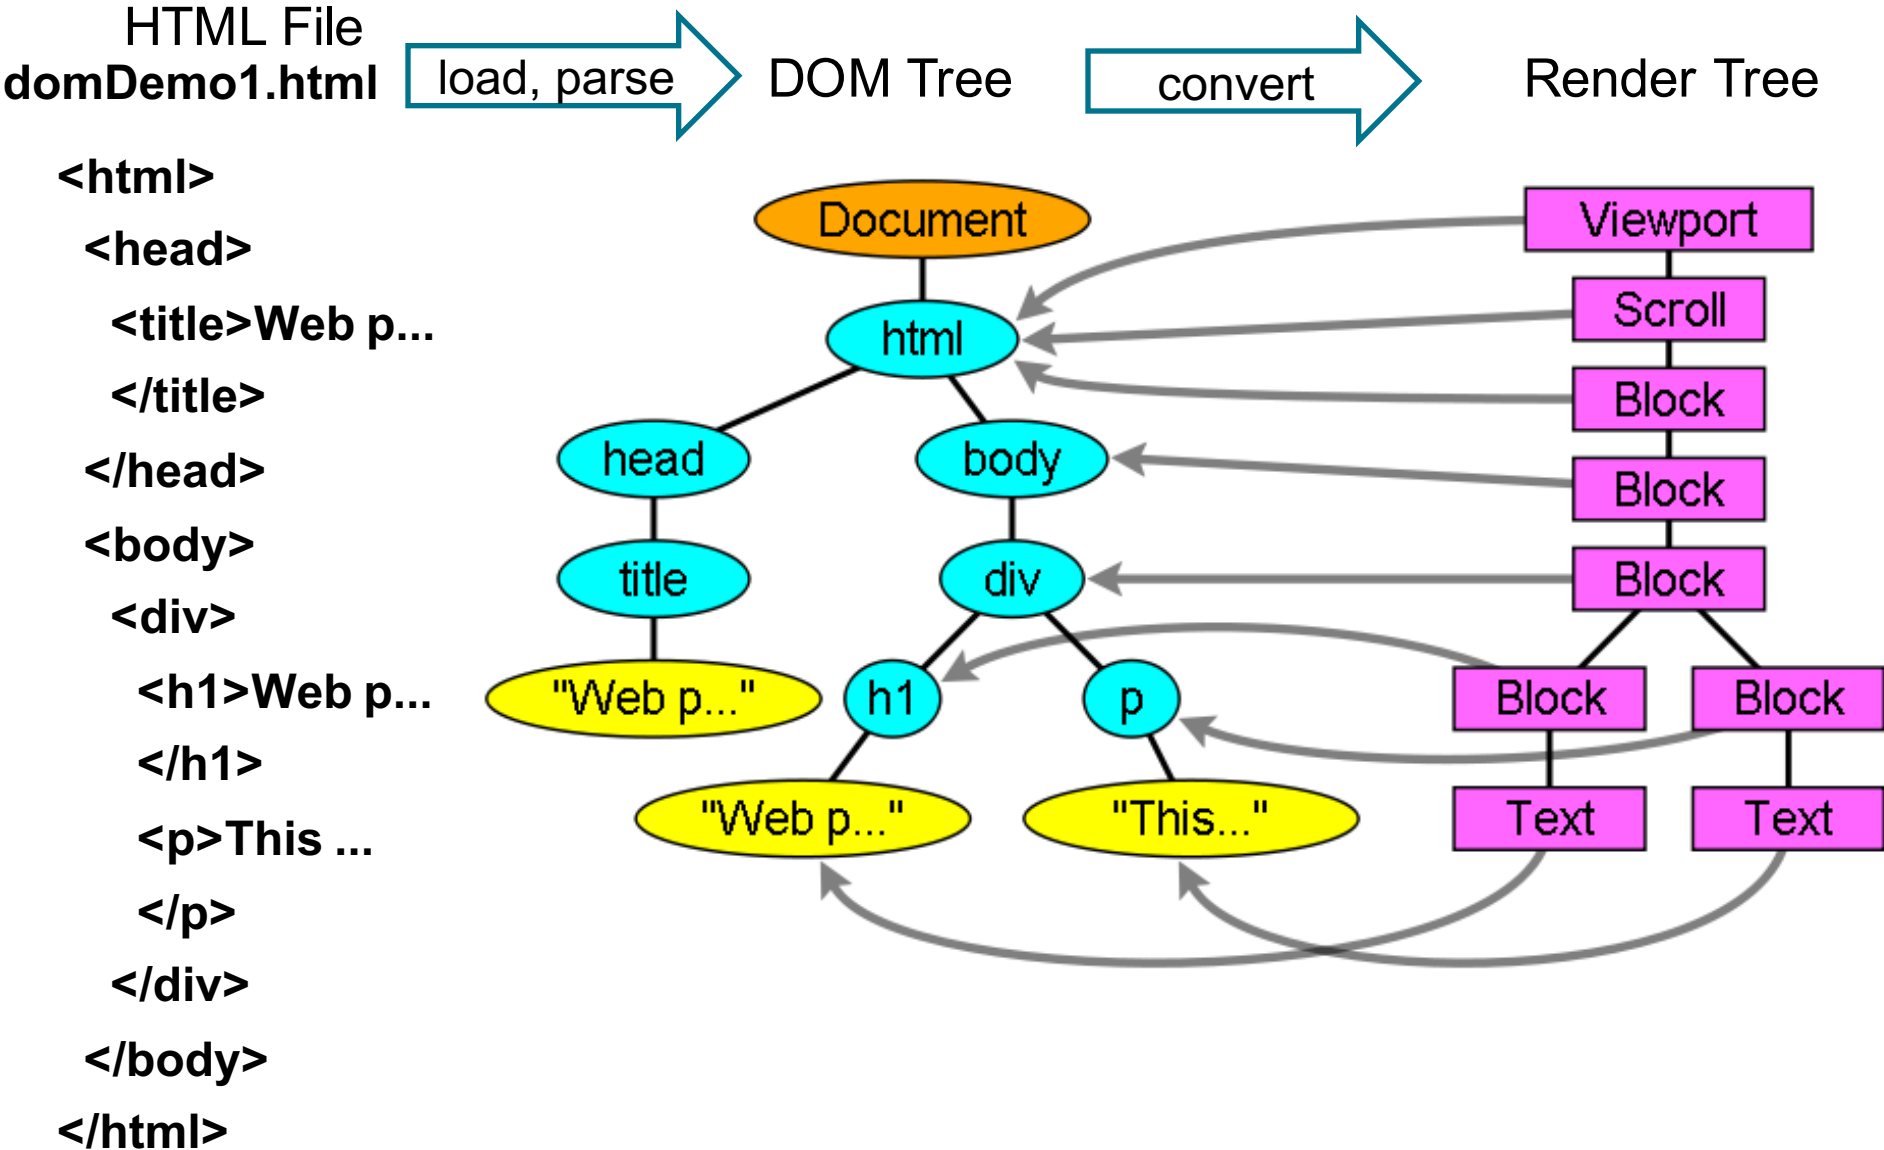 HTML File
domDemo1.html
load, parse
DOM Tree
convert
Render Tree
<html>
<head>
<title>Web p...
</title>
</head>
<body>
<div>
<h1>Web p...
</h1>
<p>This ...
</p>
</div>
</body>
</html>
Document
html
head
body
title
div
"Web p..."
h1
p
"Web p..."
"This..."
Viewport
Scroll
Block
Block
Block
Block
Block
Text
Text